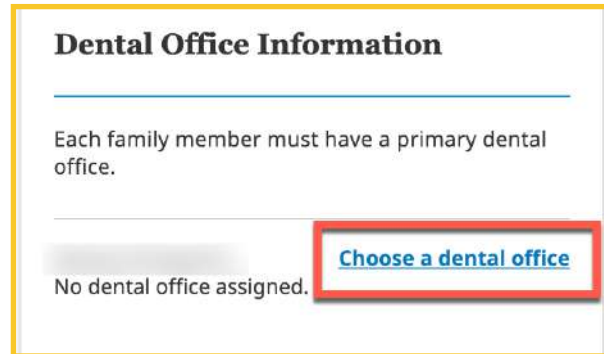 Dental Office Information
Each family member must have a primary dental
office.
Choose a dental office
No dental office assigned.